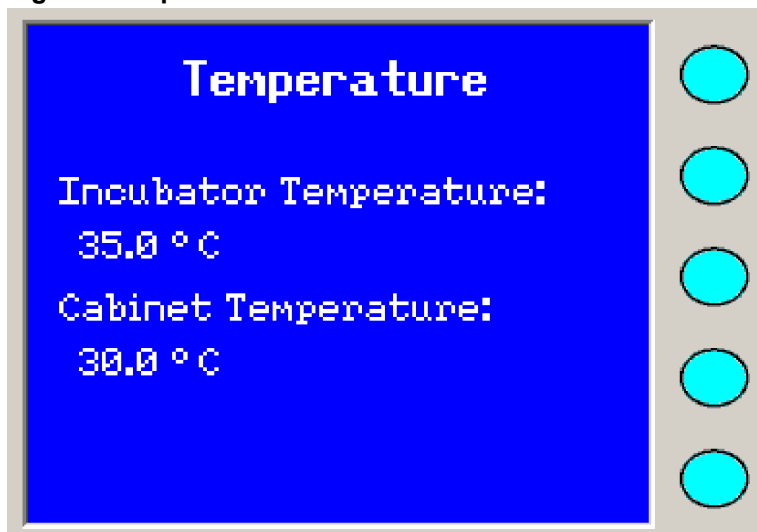 Temperature
Incubator Temperature:
35.0 °C
Cabinet Temperature:
30.0 °C